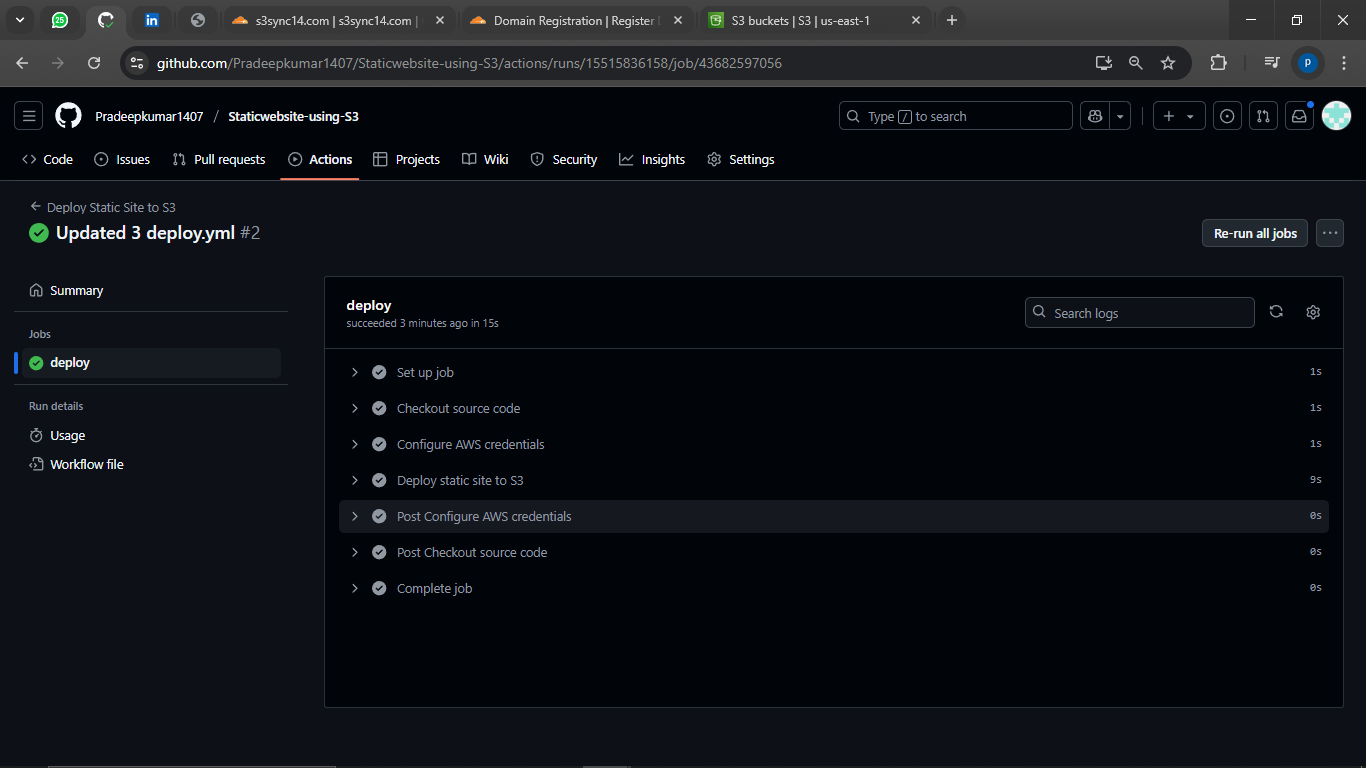 25
in
s3sync14.com | s3sync14.com |
Domain Registration | Register
S3 buckets | S3 | us-east-1
github.com/Pradeepkumar1407/Staticwebsite-using-S3/actions/runs/15515836158/job/43682597056
p
Pradeepkumar1407 / Staticwebsite-using-S3
Type / to search
Code
Issues
Pull requests
Actions
Projects
Wiki
Security
Insights
Settings
Deploy Static Site to S3
Updated 3 deploy.yml #2
Re-run all jobs
Summary
Jobs
deploy
Run details
Usage
Workflow file
deploy
succeeded 3 minutes ago in 15s
Search logs
Set up job 1s
Checkout source code 1s
Configure AWS credentials 1s
Deploy static site to S3 9s
Post Configure AWS credentials 0s
Post Checkout source code 0s
Complete job 0s